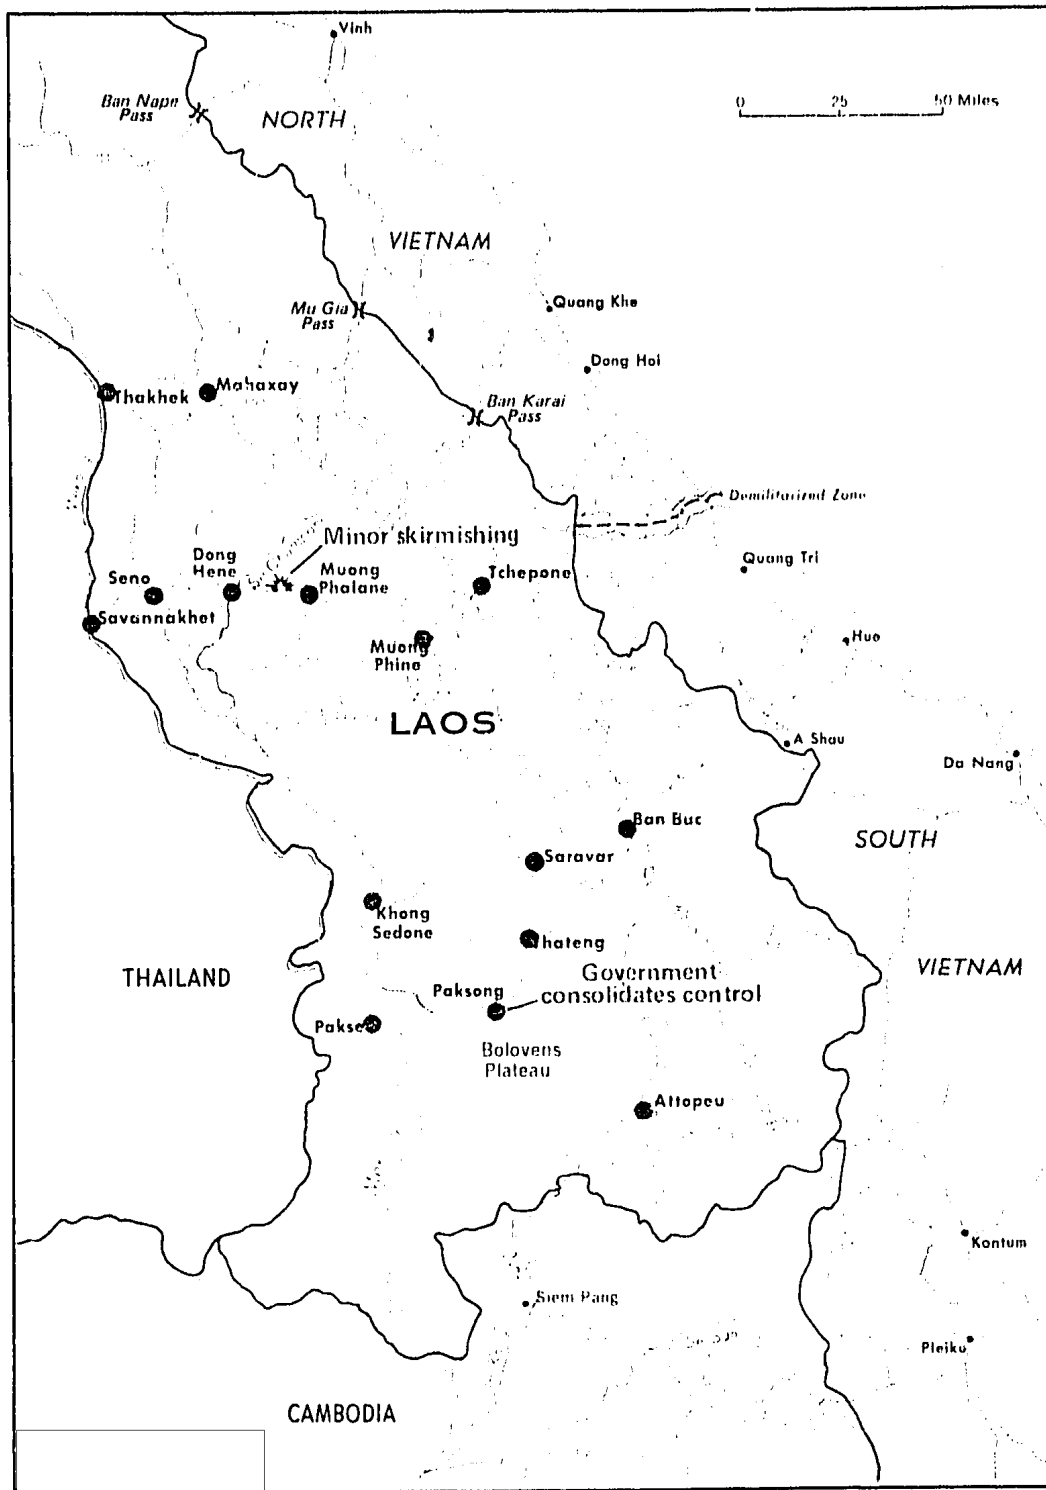 Vinh
Ban Nape
Pass
NORTH
0 25 50 Miles
VIETNAM
Mu Gia
Pass
Quang Khe
Dong Hoi
Thakhek
Mahaxay
Ban Karai
Pass
Demilitarized Zone
Minor skirmishing
Quang Tri
Dong
Hene
Seno
Muong
Phalane
Tchepone
Savannakhet
Muong
Phine
Hue
LAOS
A Shau
Da Nang
Ban Buc
SOUTH
Saravar
Khong
Sedone
Thateng
THAILAND
VIETNAM
Government
consolidates control
Paksong
Pakse
Bolovens
Plateau
Attopeu
Kontum
Siem Pang
Pleiku
CAMBODIA